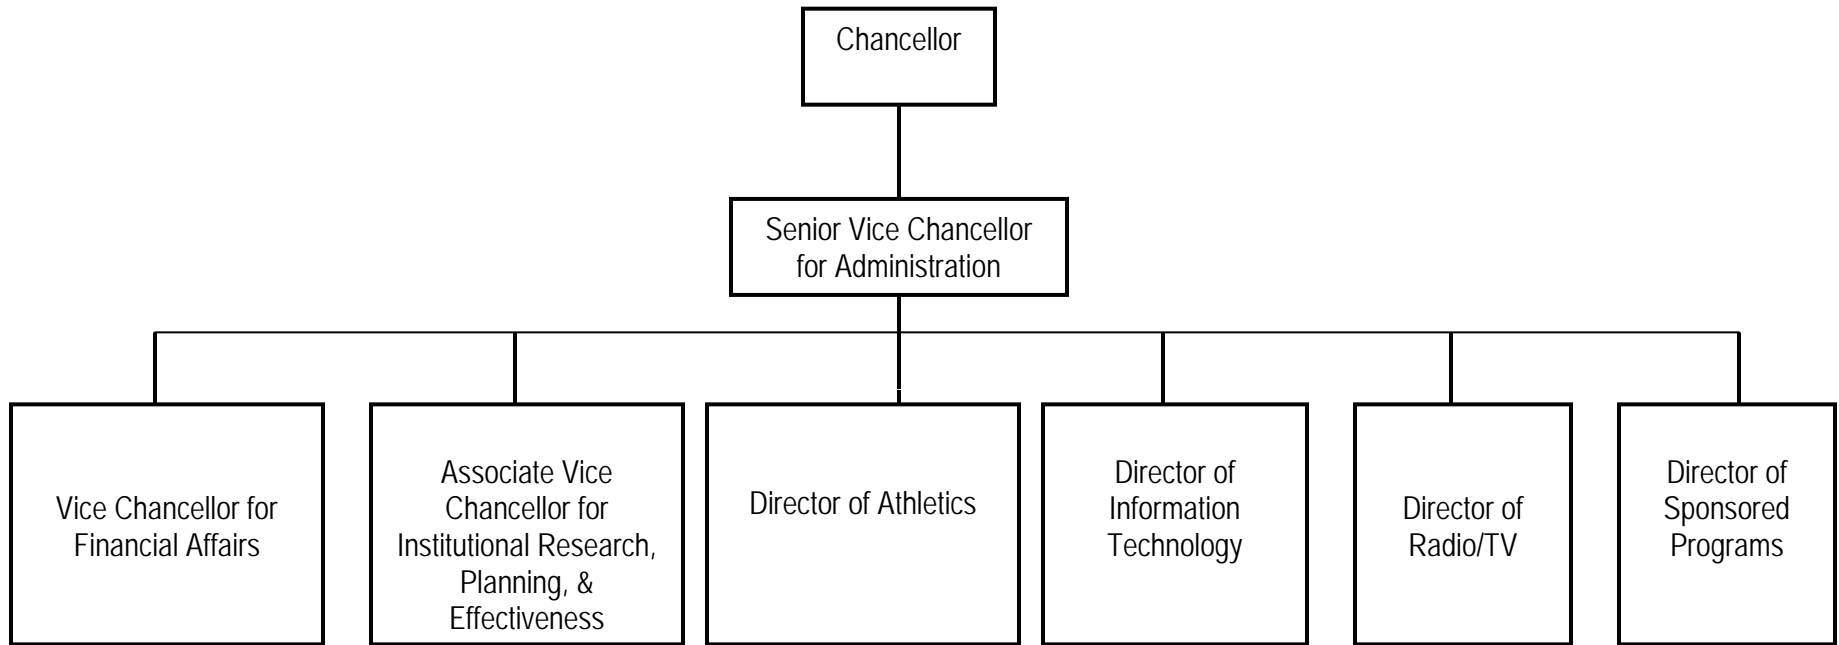 Chancellor
Senior Vice Chancellor
for Administration
Vice Chancellor for
Financial Affairs
Associate Vice
Chancellor for
Institutional Research,
Planning, &
Effectiveness
Director of Athletics
Director of
Information
Technology
Director of
Radio/TV
Director of
Sponsored
Programs